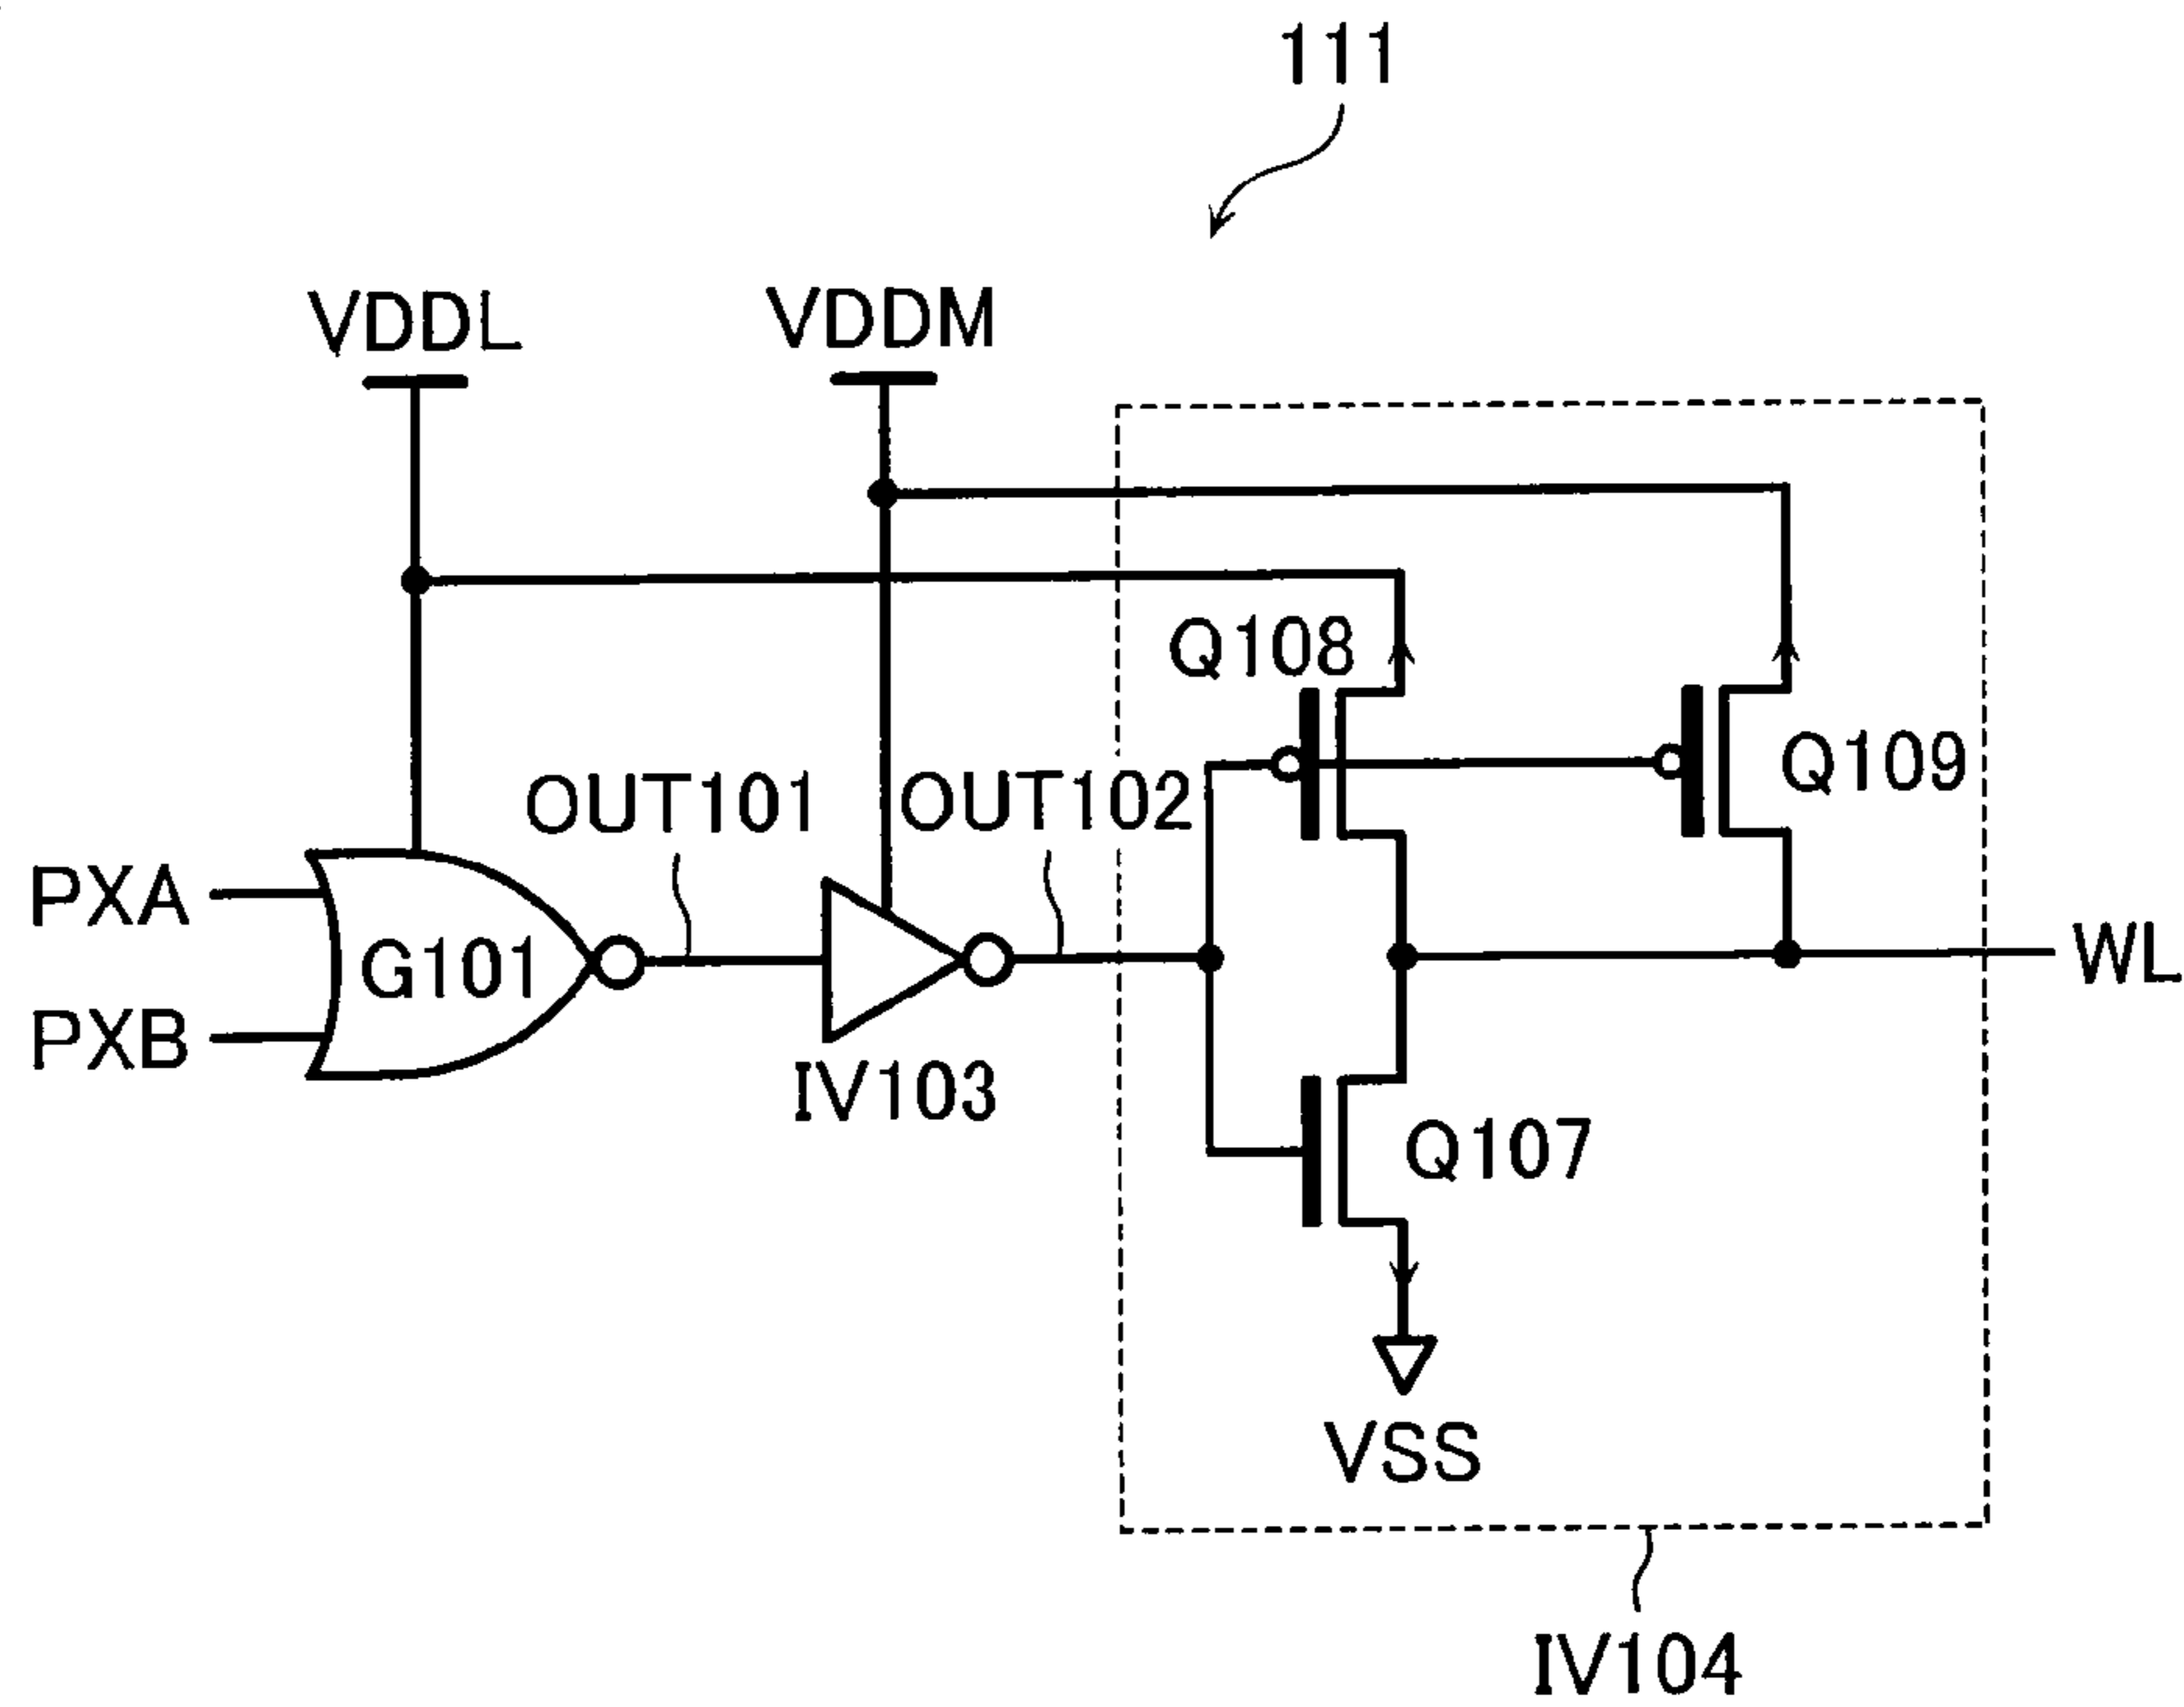 111
VDDL
VDDM
Q108
Q109
OUT101
OUT102
PXA
G101
WL
PXB
IV103
Q107
VSS
IV104